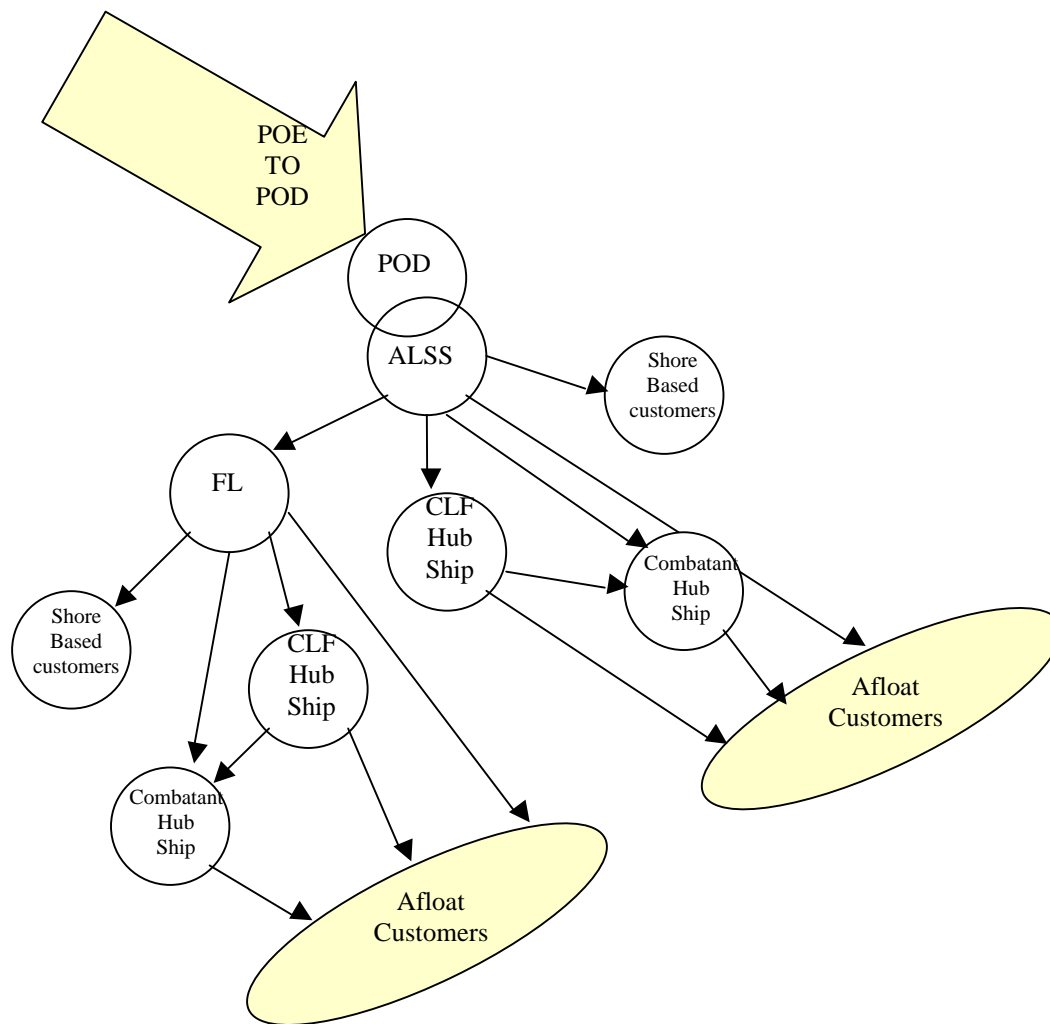 POE
TO
POD
POD
ALSS
Shore
Based
customers
FL
CLF
Hub
Ship
Combatant
Hub
Ship
Shore
Based
customers
CLF
Hub
Ship
Afloat
Customers
Combatant
Hub
Ship
Afloat
Customers